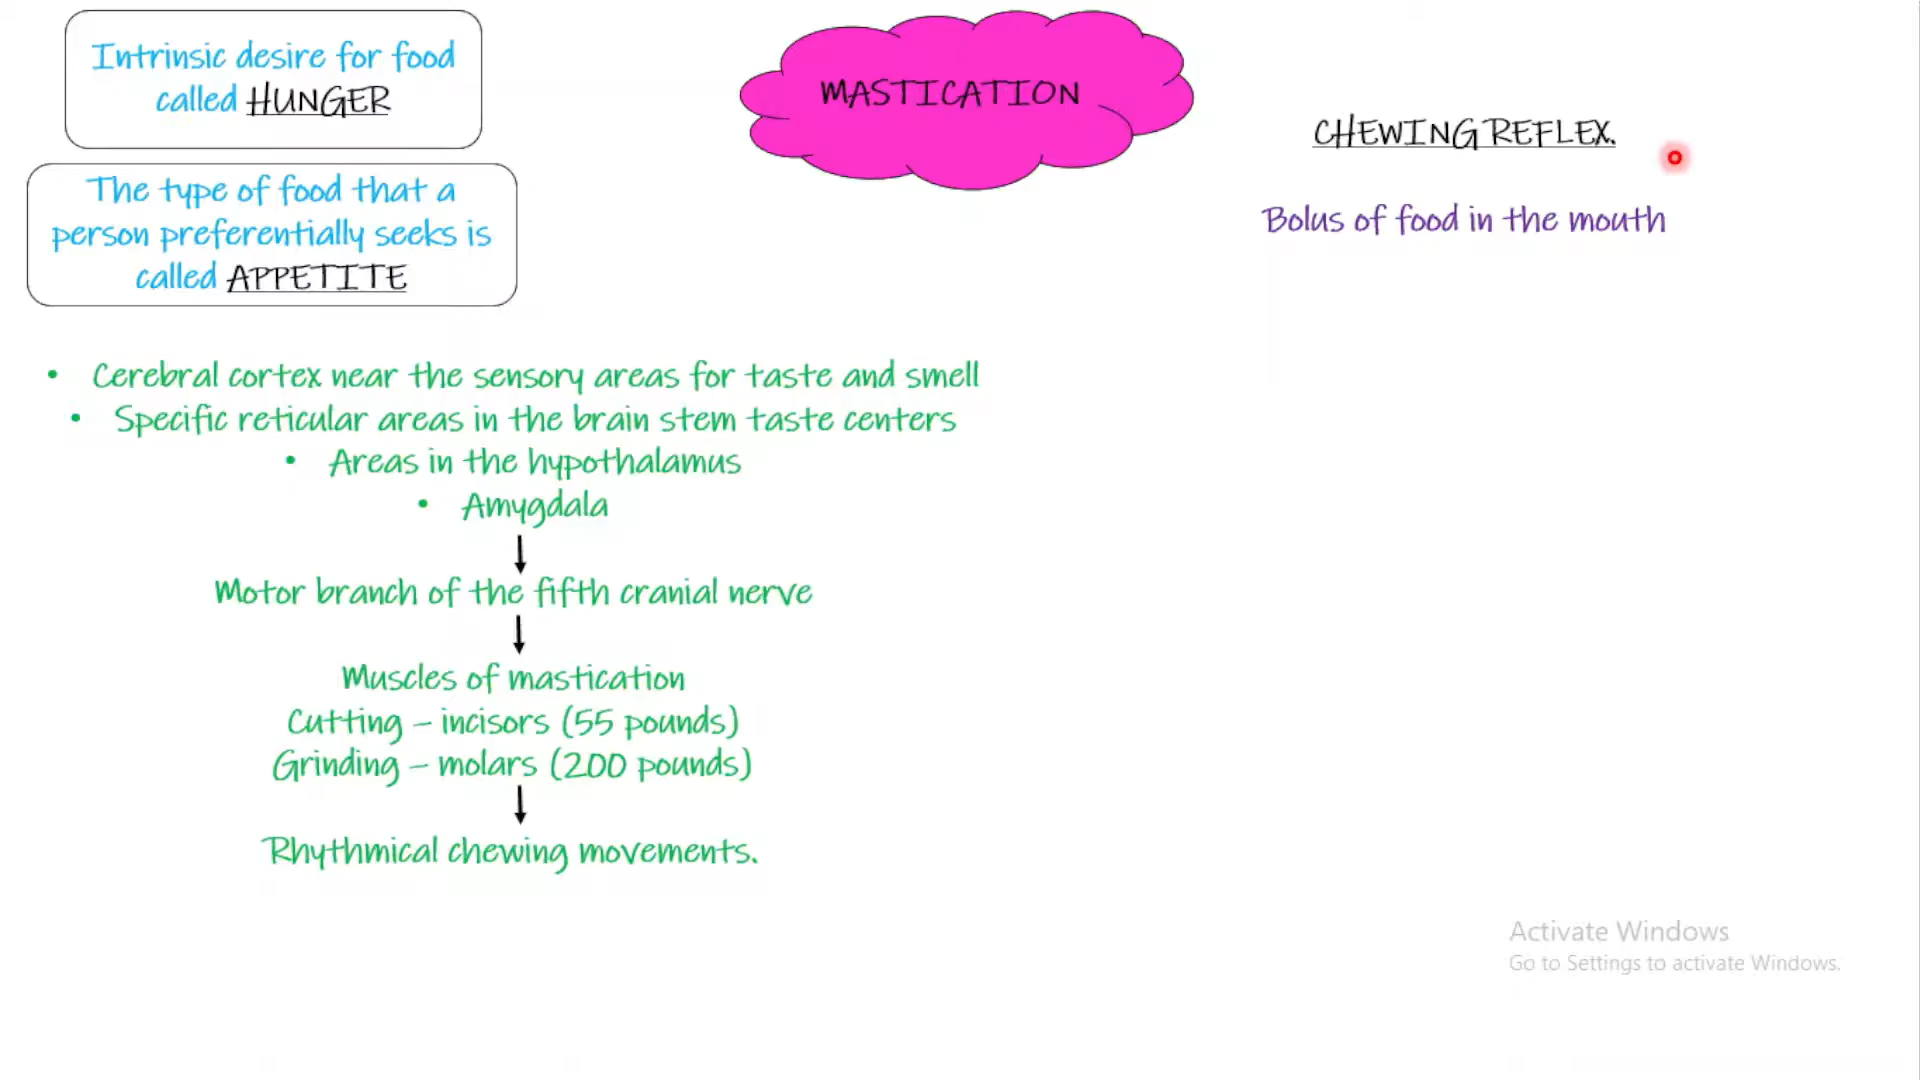 Intrinsic desire for food
called HUNGER
The type of food that a
person preferentially seeks is
called APPETITE
MASTICATION
CHEWING REFLEX.
Bolus of food in the mouth
• Cerebral cortex near the sensory areas for taste and smell
• Specific reticular areas in the brain stem taste centers
• Areas in the hypothalamus
• Amygdala
Motor branch of the fifth cranial nerve
Muscles of mastication
Cutting – incisors (55 pounds)
Grinding – molars (200 pounds)
Rhythmical chewing movements.
Activate Windows
Go to Settings to activate Windows.